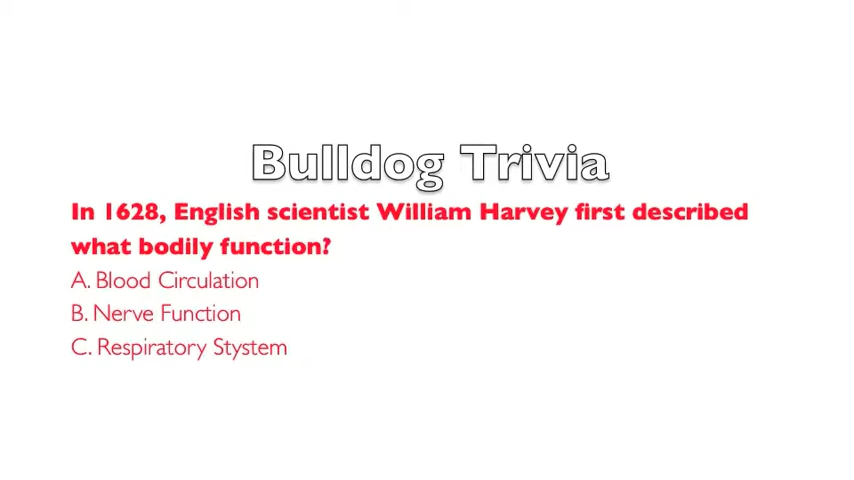 Bulldog Trivia
In 1628, English scientist William Harvey first described
what bodily function?
A. Blood Circulation
B. Nerve Function
C. Respiratory Stystem